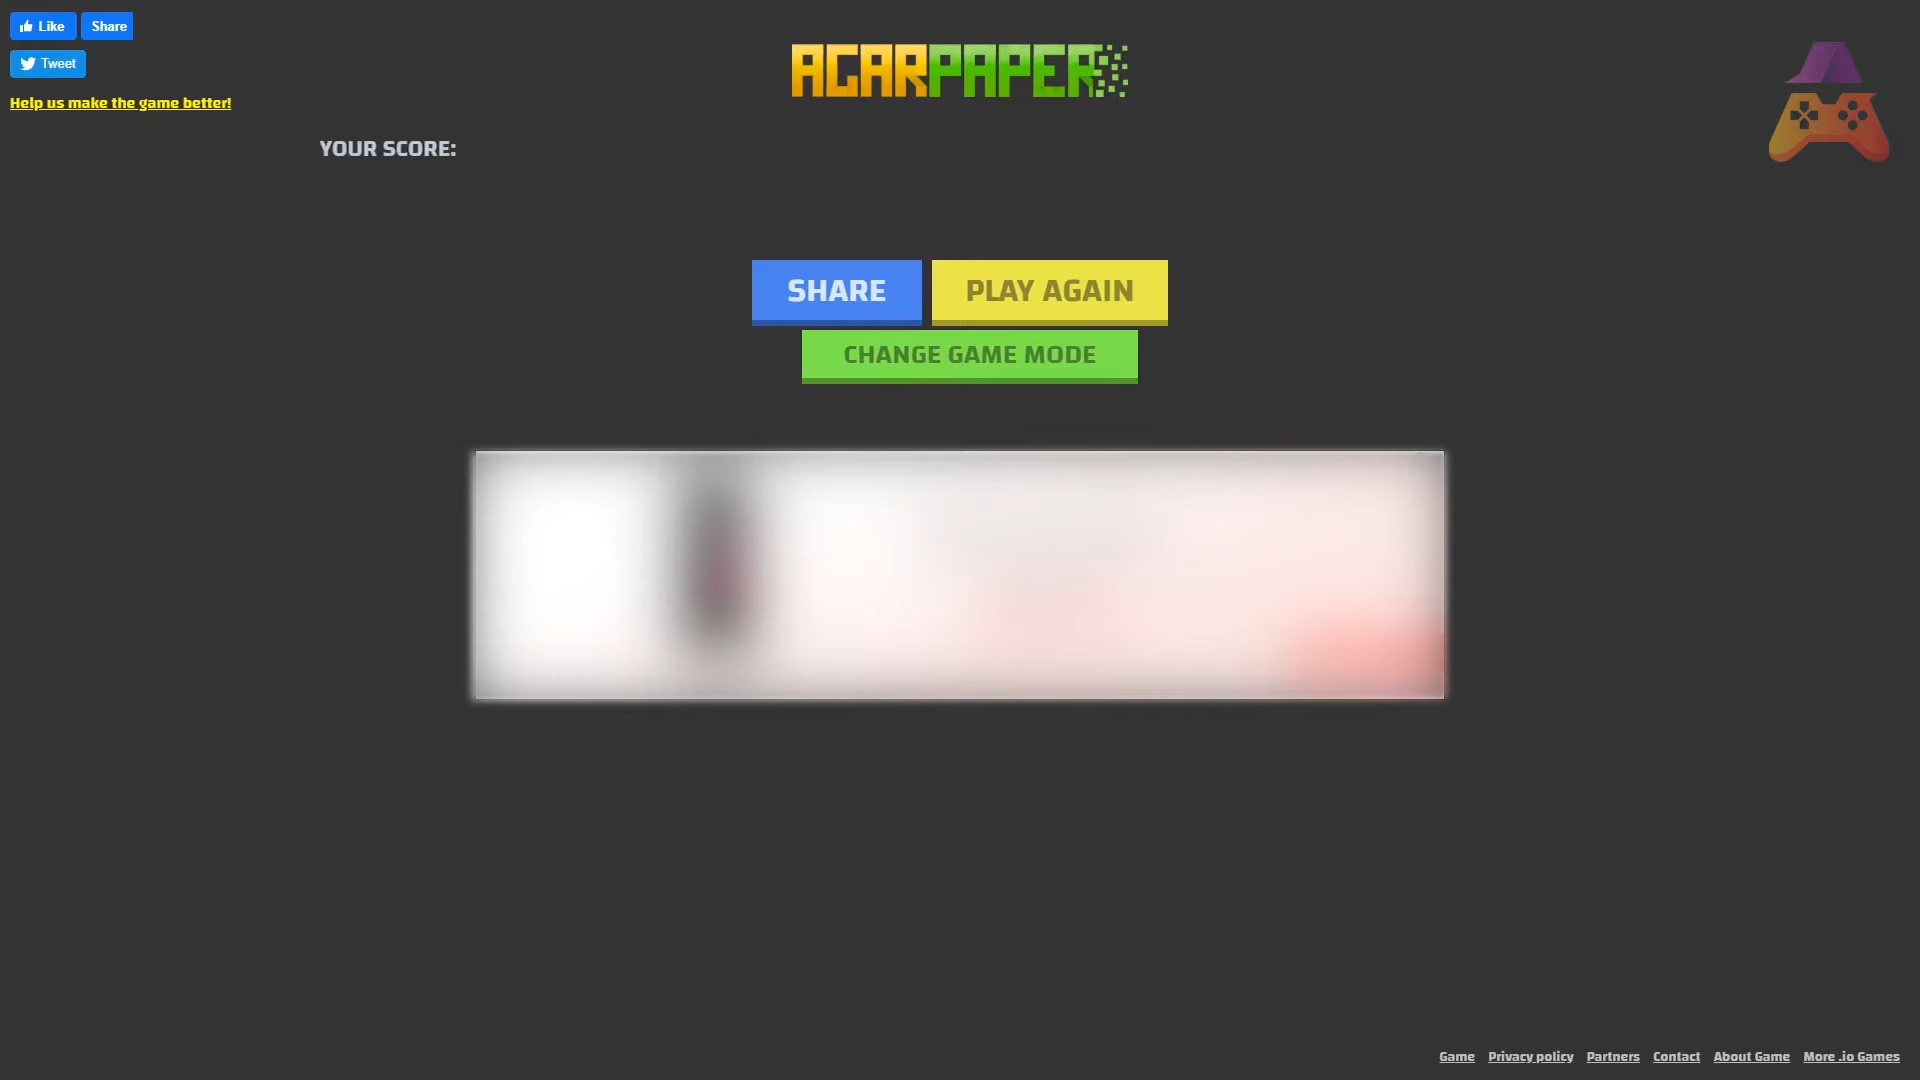 Like Share
Tweet
Help us make the game better!
AGARPAPER
YOUR SCORE:
SHARE PLAY AGAIN
CHANGE GAME MODE
Game Privacy policy Partners Contact About Game More .io Games